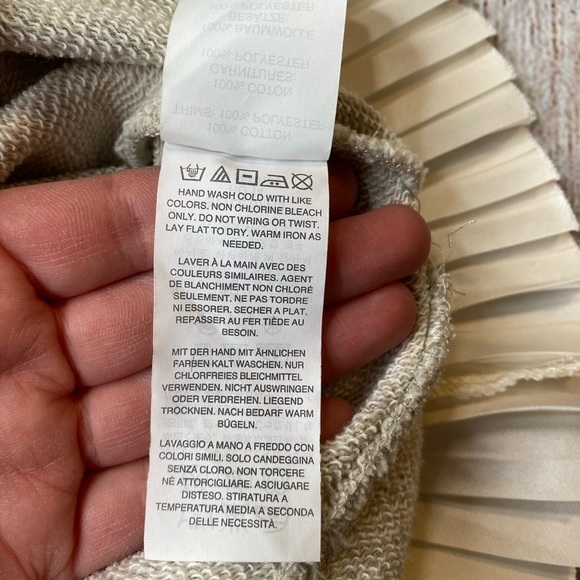 BESÄTZE:
100% BAUMWOLLE
100% POLYESTER
GARNITURES:
100% COTON
TRIMS: 100% POLYESTER
100% COTTON
HAND WASH COLD WITH LIKE
COLORS. NON CHLORINE BLEACH
ONLY. DO NOT WRING OR TWIST.
LAY FLAT TO DRY. WARM IRON AS
NEEDED.
LAVER À LA MAIN AVEC DES
COULEURS SIMILAIRES. AGENT
DE BLANCHIMENT NON CHLORÉ
SEULEMENT. NE PAS TORDRE
NI ESSORER. SECHER A PLAT.
REPASSER AU FER TIÈDE AU
BESOIN.
MIT DER HAND MIT ÄHNLICHEN
FARBEN KALT WASCHEN. NUR
CHLORFREIES BLEICHMITTEL
VERWENDEN. NICHT AUSWRINGEN
ODER VERDREHEN. LIEGEND
TROCKNEN. NACH BEDARF WARM
BÜGELN.
LAVAGGIO A MANO A FREDDO CON
COLORI SIMILI. SOLO CANDEGGINA
SENZA CLORO. NON TORCERE
NÉ ATTORCIGLIARE. ASCIUGARE
DISTESO. STIRATURA A
TEMPERATURA MEDIA A SECONDA
DELLE NECESSITÀ.